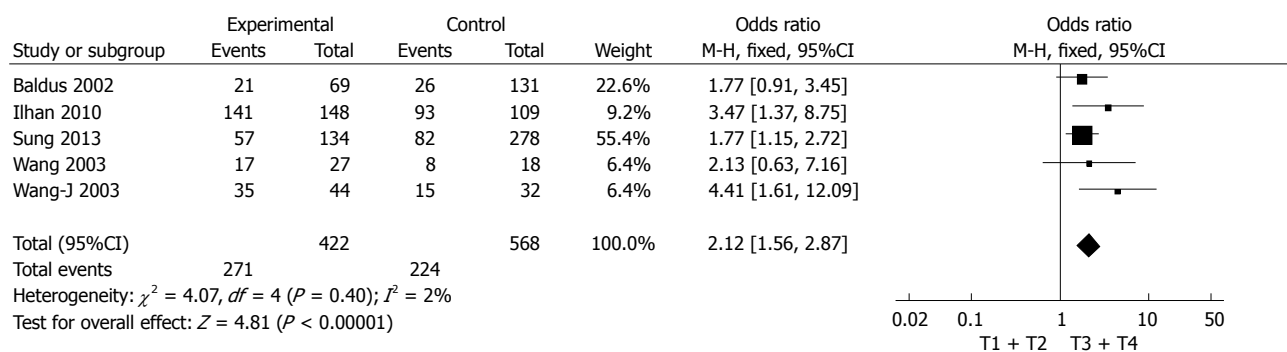 Experimental Control Odds ratio Odds ratio
Study or subgroup Events Total Events Total Weight M-H, fixed, 95%CI M-H, fixed, 95%CI
Baldus 2002 21 69 26 131 22.6% 1.77 [0.91, 3.45]
Ilhan 2010 141 148 93 109 9.2% 3.47 [1.37, 8.75]
Sung 2013 57 134 82 278 55.4% 1.77 [1.15, 2.72]
Wang 2003 17 27 8 18 6.4% 2.13 [0.63, 7.16]
Wang-J 2003 35 44 15 32 6.4% 4.41 [1.61, 12.09]
Total (95%CI) 422 568 100.0% 2.12 [1.56, 2.87]
Total events 271 224
Heterogeneity: χ² = 4.07, df = 4 (P = 0.40); I² = 2%
Test for overall effect: Z = 4.81 (P < 0.00001)
0.02 0.1 1 10 50
T1 + T2 T3 + T4